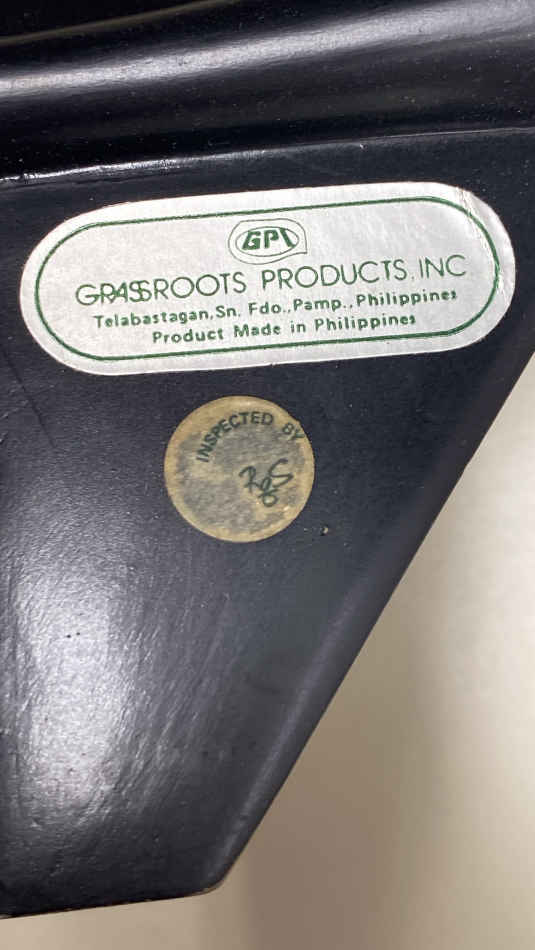 GPI
GRASSROOTS PRODUCTS, INC
Telabastagan, Sn. Fdo., Pamp., Philippines
Product Made in Philippines
INSPECTED BY